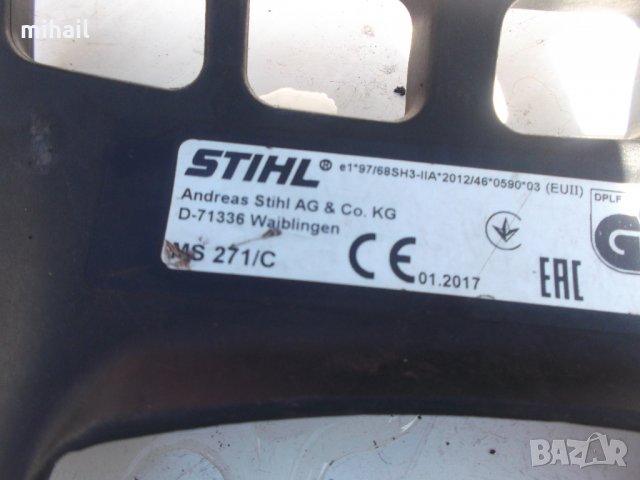 mihail
STIHL ® e1*97/68SH3-IIA*2012/46*0590*03 (EUII)
Andreas Stihl AG & Co. KG
D-71336 Waiblingen
MS 271/C
CE 01.2017
EAC
DPLF
G
BAZAR